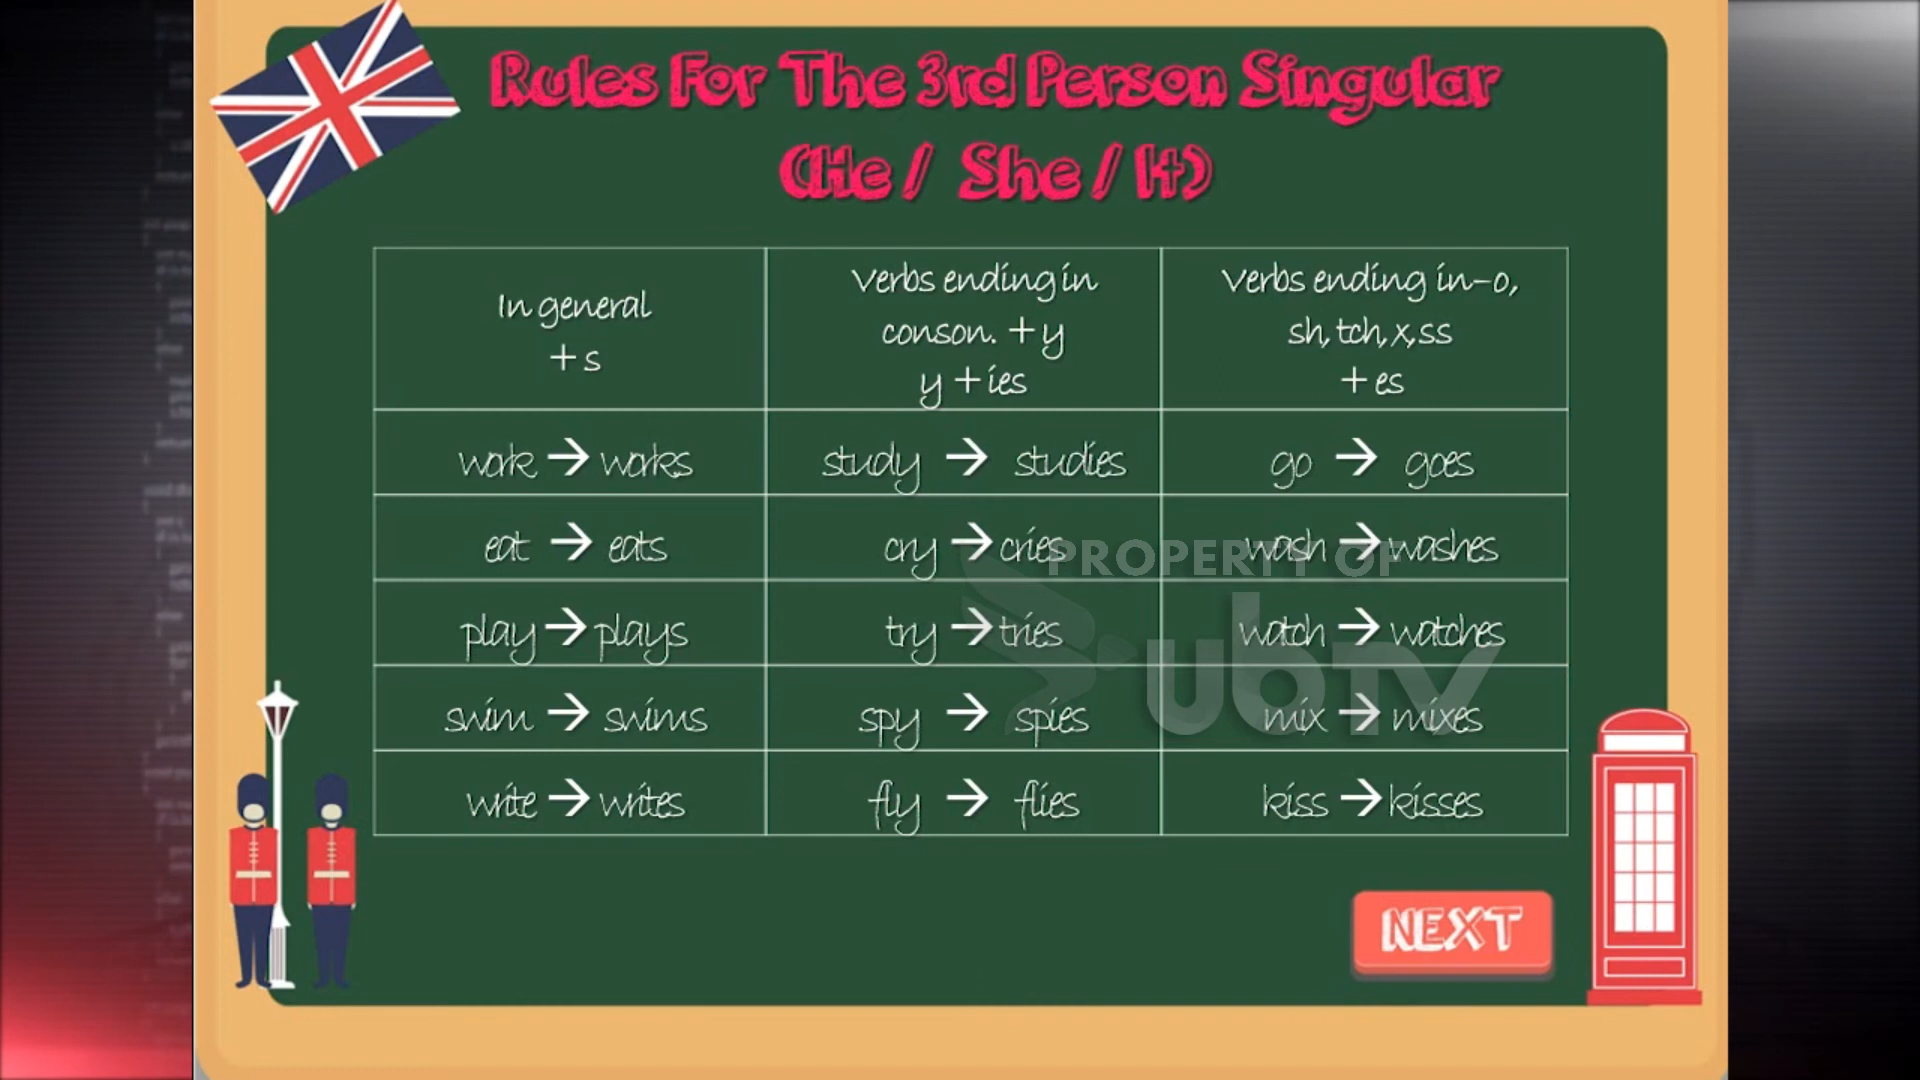 Rules For The 3rd Person Singular
(He / She / It)
In general
+ s
Verbs ending in
conson. + y
y + ies
Verbs ending in-o,
sh, tch, x, ss
+ es
work → works
study → studies
go → goes
eat → eats
cry → cries
wash → washes
play → plays
try → tries
watch → watches
swim → swims
spy → spies
mix → mixes
write → writes
fly → flies
kiss → kisses
PROPERTY OF
ubTV
NEXT